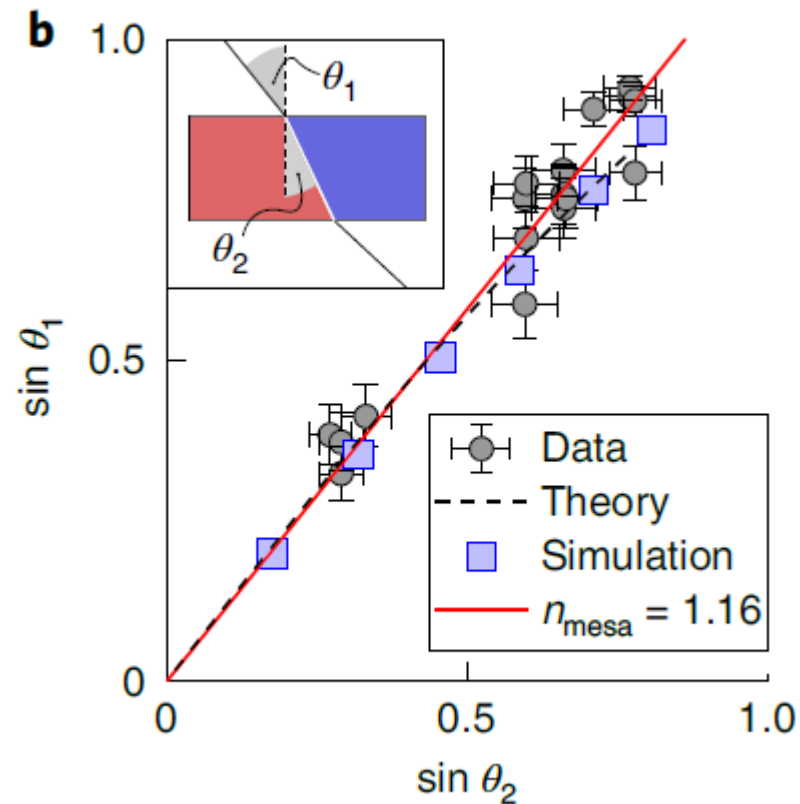 b
1.0
θ1
θ2
0.5
sin θ1
Data
Theory
Simulation
nmesa = 1.16
0
0
0.5
1.0
sin θ2